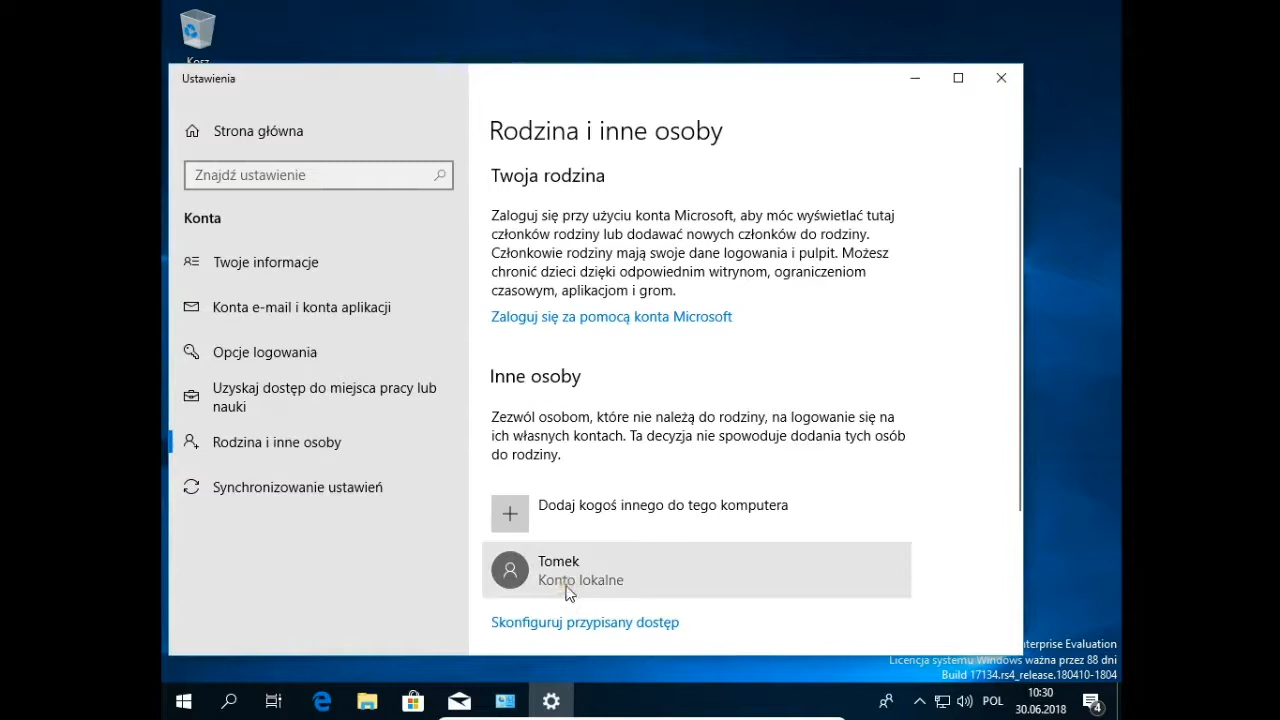 Kosz
Ustawienia
Strona główna
Znajdź ustawienie
Konta
Twoje informacje
Konta e-mail i konta aplikacji
Opcje logowania
Uzyskaj dostęp do miejsca pracy lub
nauki
Rodzina i inne osoby
Synchronizowanie ustawień
Rodzina i inne osoby
Twoja rodzina
Zaloguj się przy użyciu konta Microsoft, aby móc wyświetlać tutaj
członków rodziny lub dodawać nowych członków do rodziny.
Członkowie rodziny mają swoje dane logowania i pulpit. Możesz
chronić dzieci dzięki odpowiednim witrynom, ograniczeniom
czasowym, aplikacjom i grom.
Zaloguj się za pomocą konta Microsoft
Inne osoby
Zezwól osobom, które nie należą do rodziny, na logowanie się na
ich własnych kontach. Ta decyzja nie spowoduje dodania tych osób
do rodziny.
Dodaj kogoś innego do tego komputera
Tomek
Konto lokalne
Skonfiguruj przypisany dostęp
nterprise Evaluation
Licencja systemu Windows ważna przez 88 dni
Build 17134.rs4_release.180410-1804
POL
10:30
30.06.2018
4